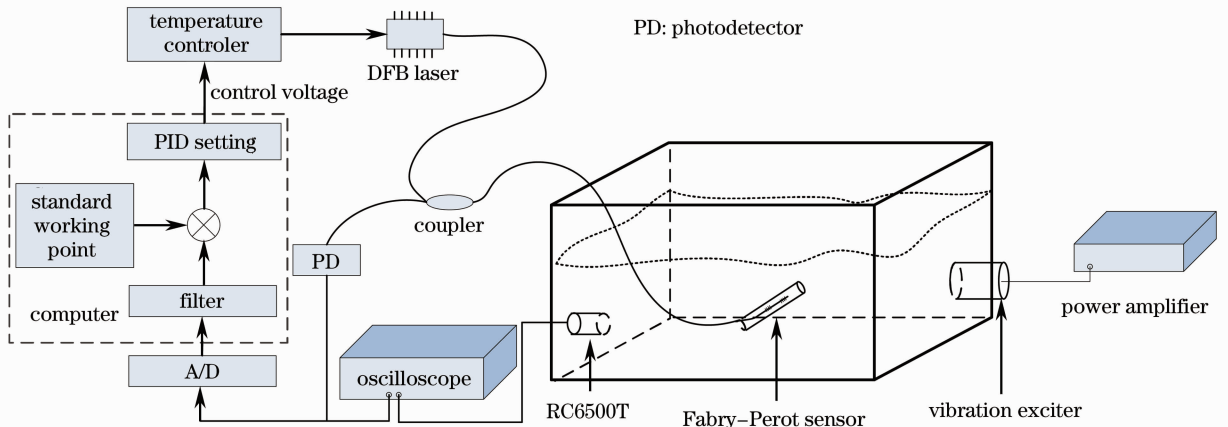 temperature
controler
DFB laser
PD: photodetector
control voltage
PID setting
standard
working
point
coupler
PD
filter
computer
A/D
oscilloscope
RC6500T
Fabry-Perot sensor
vibration exciter
power amplifier